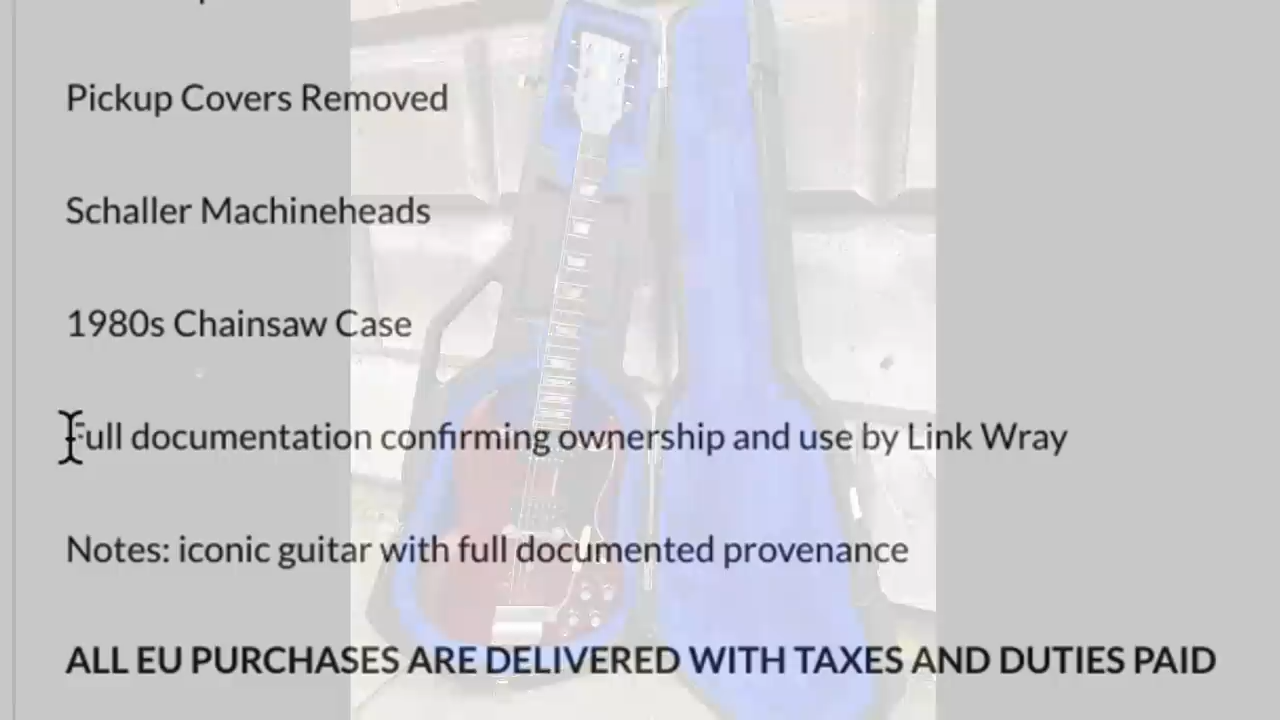 Pickup Covers Removed
Schaller Machineheads
1980s Chainsaw Case
Full documentation confirming ownership and use by Link Wray
Notes: iconic guitar with full documented provenance
ALL EU PURCHASES ARE DELIVERED WITH TAXES AND DUTIES PAID